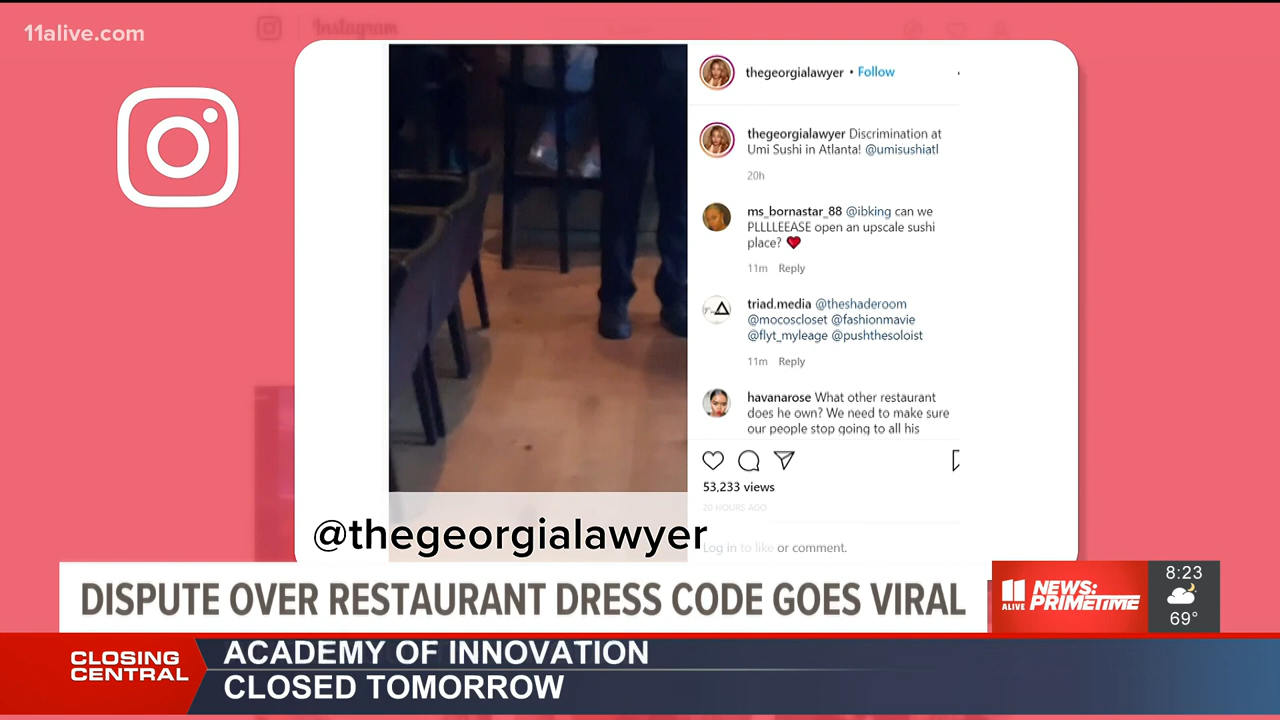 11alive.com
Instagram
thegeorgialawyer • Follow
thegeorgialawyer Discrimination at
Umi Sushi in Atlanta! @umisushiatl
20h
ms_bornastar_88 @ibking can we
PLLLLEEASE open an upscale sushi
place? ❤️
11m Reply
triad.media @theshaderoom
@mocoscloset @fashionmavie
@flyt_myleage @pushthesoloist
11m Reply
havanarose What other restaurant
does he own? We need to make sure
our people stop going to all his
53,233 views
20 HOURS AGO
Log in to like or comment.
@thegeorgialawyer
DISPUTE OVER RESTAURANT DRESS CODE GOES VIRAL
11 ALIVE NEWS: PRIMETIME
8:23
69°
CLOSING CENTRAL
ACADEMY OF INNOVATION
CLOSED TOMORROW